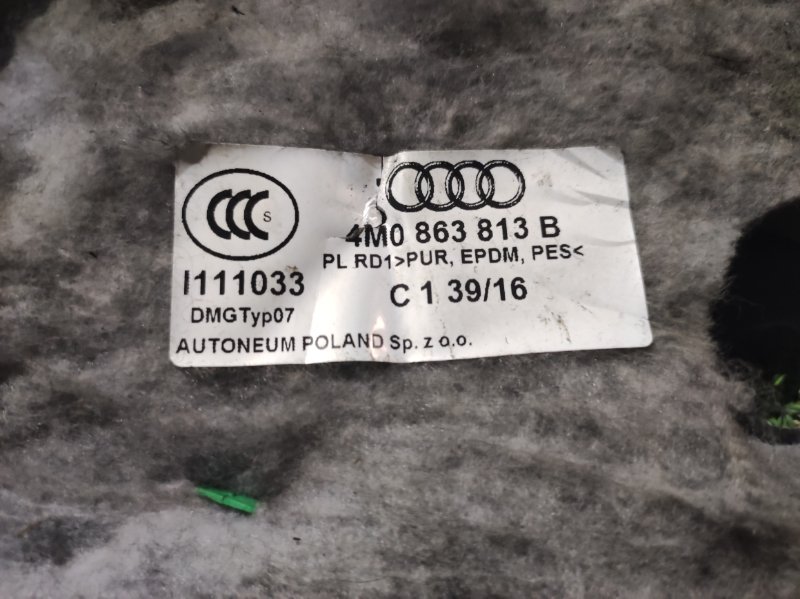 CCC S
4M0 863 813 B
PL RD1>PUR, EPDM, PES<
I111033
C 1 39/16
DMGTyp07
AUTONEUM POLAND Sp. z o.o.